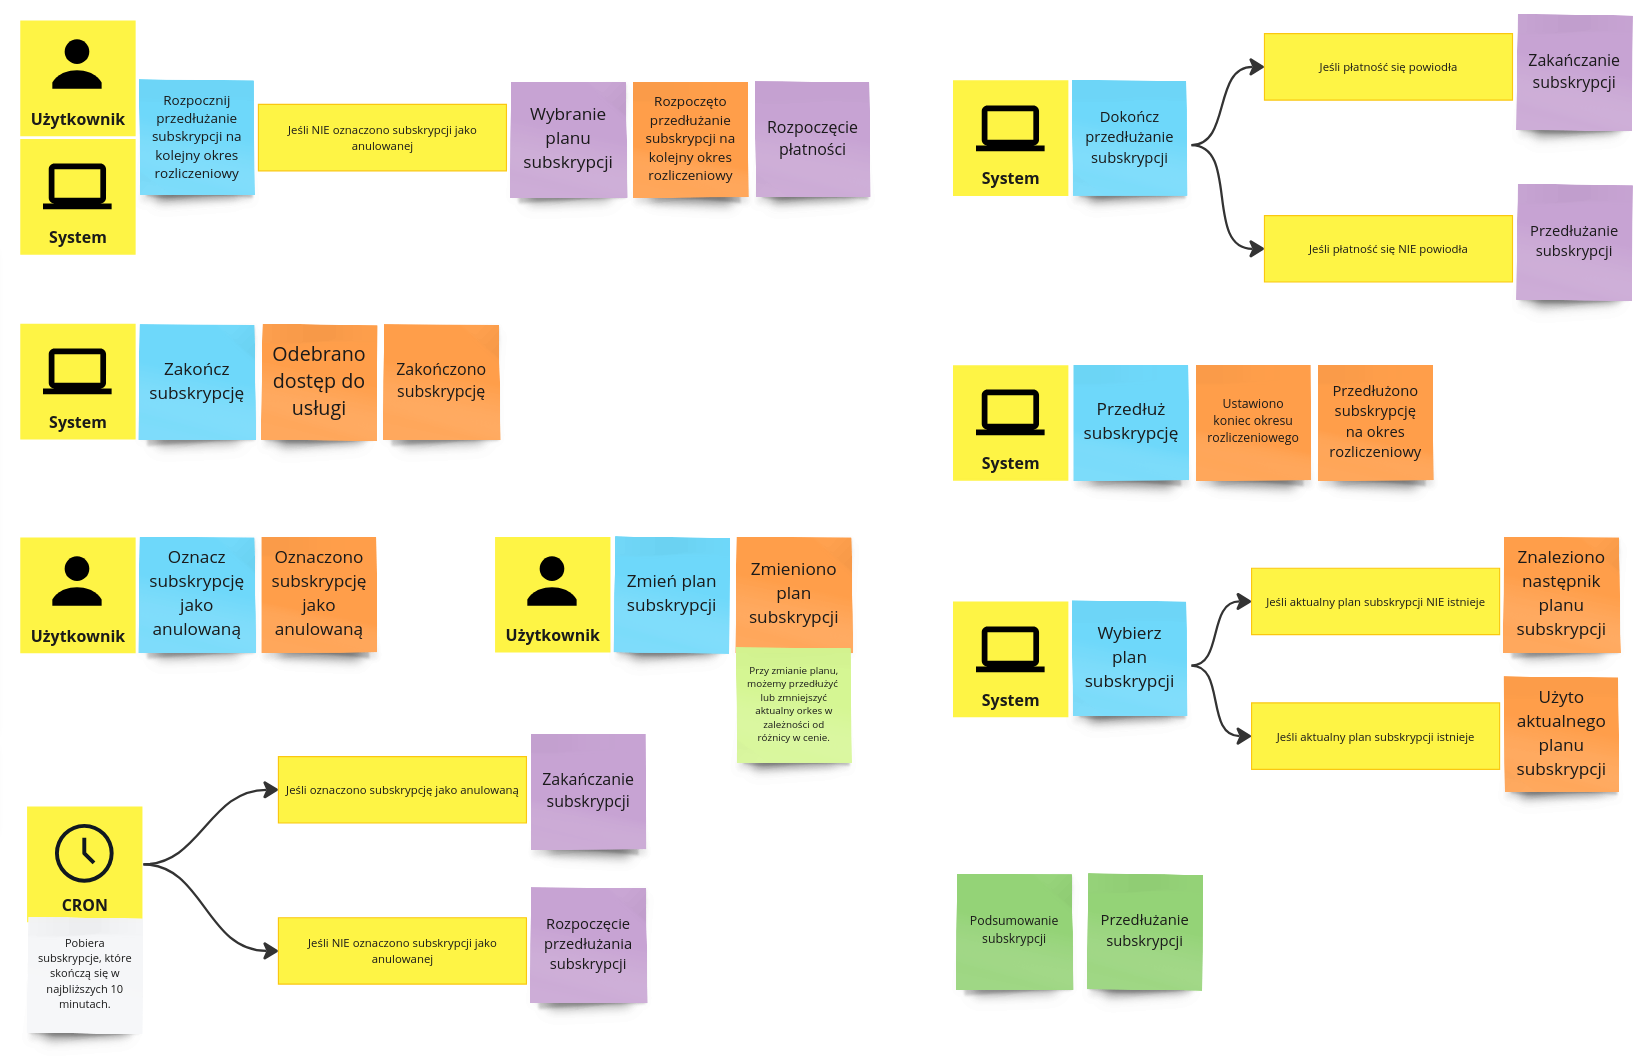 Użytkownik
System
Rozpocznij
przedłużanie
subskrypcji na
kolejny okres
rozliczeniowy
Jeśli NIE oznaczono subskrypcji jako
anulowanej
Wybranie
planu
subskrypcji
Rozpoczęto
przedłużanie
subskrypcji na
kolejny okres
rozliczeniowy
Rozpoczęcie
płatności
System
Dokończ
przedłużanie
subskrypcji
Jeśli płatność się powiodła
Zakańczanie
subskrypcji
Jeśli płatność się NIE powiodła
Przedłużanie
subskrypcji
System
Zakończ
subskrypcję
Odebrano
dostęp do
usługi
Zakończono
subskrypcję
System
Przedłuż
subskrypcję
Ustawiono
koniec okresu
rozliczeniowego
Przedłużono
subskrypcję
na okres
rozliczeniowy
Użytkownik
Oznacz
subskrypcję
jako
anulowaną
Oznaczono
subskrypcję
jako
anulowaną
Użytkownik
Zmień plan
subskrypcji
Zmieniono
plan
subskrypcji
Przy zmianie planu,
możemy przedłużyć
lub zmniejszyć
aktualny orkes w
zależności od
różnicy w cenie.
System
Wybierz
plan
subskrypcji
Jeśli aktualny plan subskrypcji NIE istnieje
Znaleziono
następnik
planu
subskrypcji
Jeśli aktualny plan subskrypcji istnieje
Użyto
aktualnego
planu
subskrypcji
CRON
Pobiera
subskrypcje, które
skończą się w
najbliższych 10
minutach.
Jeśli oznaczono subskrypcję jako anulowaną
Zakańczanie
subskrypcji
Jeśli NIE oznaczono subskrypcji jako
anulowanej
Rozpoczęcie
przedłużania
subskrypcji
Podsumowanie
subskrypcji
Przedłużanie
subskrypcji